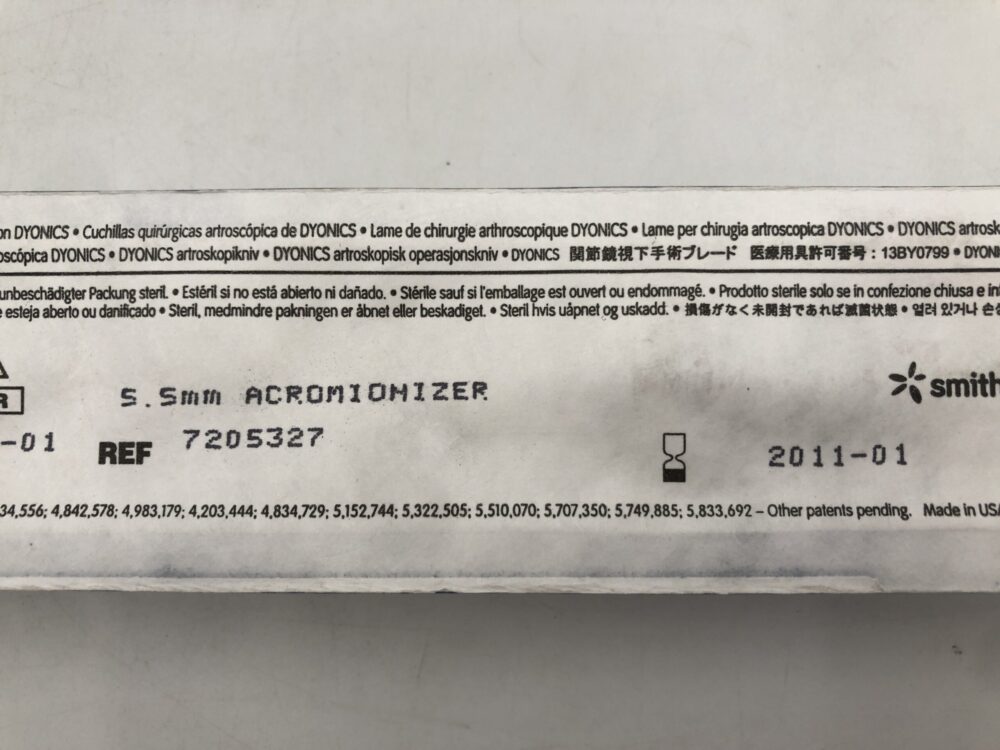 on DYONICS • Cuchillas quirúrgicas artroscópica de DYONICS • Lame de chirurgie arthroscopique DYONICS • Lame per chirugia artroscopica DYONICS • DYONICS artrosk
oscópica DYONICS • DYONICS artroskopikniv • DYONICS artroskopisk operasjonskniv • DYONICS 関節鏡視下手術ブレード 医療用具許可番号：13BY0799 • DYONI
unbeschädigter Packung steril. • Estéril si no está abierto ni dañado. • Stérile sauf si l'emballage est ouvert ou endommagé. • Prodotto sterile solo se in confezione chiusa e in
e esteja aberto ou danificado • Steril, medmindre pakningen er åbnet eller beskadiget. • Steril hvis uåpnet og uskadd. • 損傷がなく未開封であれば滅菌状態 • 열려 있거나 손상
R
5.5mm ACROMIONIZER
smith
-01
REF 7205327
2011-01
34,556; 4,842,578; 4,983,179; 4,203,444; 4,834,729; 5,152,744; 5,322,505; 5,510,070; 5,707,350; 5,749,885; 5,833,692 – Other patents pending. Made in USA